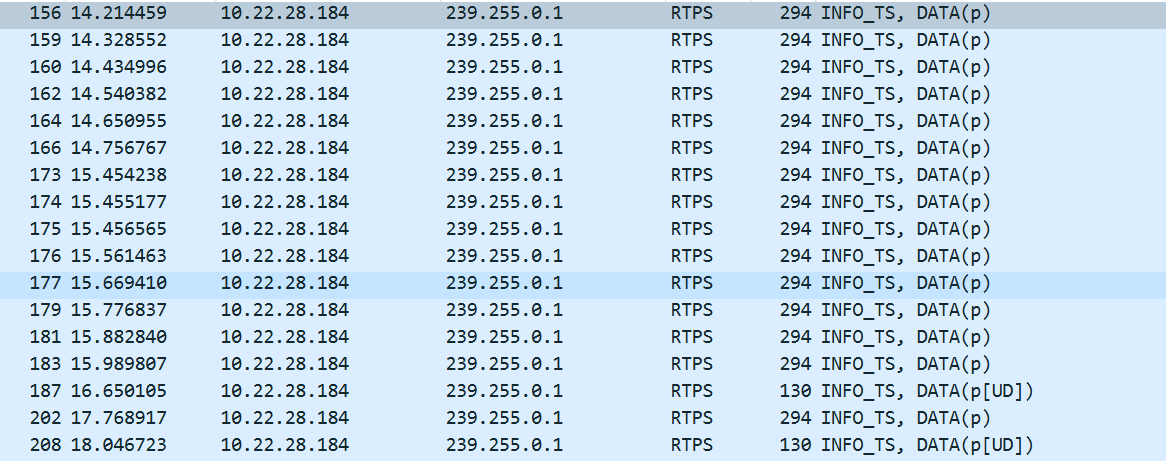 156 14.214459 10.22.28.184 239.255.0.1 RTPS 294 INFO_TS, DATA(p)
159 14.328552 10.22.28.184 239.255.0.1 RTPS 294 INFO_TS, DATA(p)
160 14.434996 10.22.28.184 239.255.0.1 RTPS 294 INFO_TS, DATA(p)
162 14.540382 10.22.28.184 239.255.0.1 RTPS 294 INFO_TS, DATA(p)
164 14.650955 10.22.28.184 239.255.0.1 RTPS 294 INFO_TS, DATA(p)
166 14.756767 10.22.28.184 239.255.0.1 RTPS 294 INFO_TS, DATA(p)
173 15.454238 10.22.28.184 239.255.0.1 RTPS 294 INFO_TS, DATA(p)
174 15.455177 10.22.28.184 239.255.0.1 RTPS 294 INFO_TS, DATA(p)
175 15.456565 10.22.28.184 239.255.0.1 RTPS 294 INFO_TS, DATA(p)
176 15.561463 10.22.28.184 239.255.0.1 RTPS 294 INFO_TS, DATA(p)
177 15.669410 10.22.28.184 239.255.0.1 RTPS 294 INFO_TS, DATA(p)
179 15.776837 10.22.28.184 239.255.0.1 RTPS 294 INFO_TS, DATA(p)
181 15.882840 10.22.28.184 239.255.0.1 RTPS 294 INFO_TS, DATA(p)
183 15.989807 10.22.28.184 239.255.0.1 RTPS 294 INFO_TS, DATA(p)
187 16.650105 10.22.28.184 239.255.0.1 RTPS 130 INFO_TS, DATA(p[UD])
202 17.768917 10.22.28.184 239.255.0.1 RTPS 294 INFO_TS, DATA(p)
208 18.046723 10.22.28.184 239.255.0.1 RTPS 130 INFO_TS, DATA(p[UD])